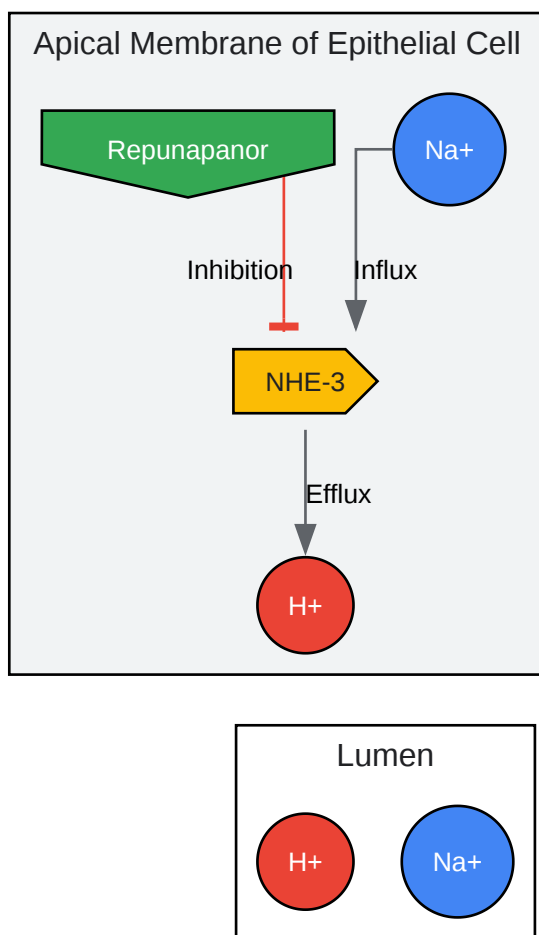 Apical Membrane of Epithelial Cell
Repunapanor
Na+
Inhibition
Influx
NHE-3
Efflux
H+
Lumen
H+
Na+